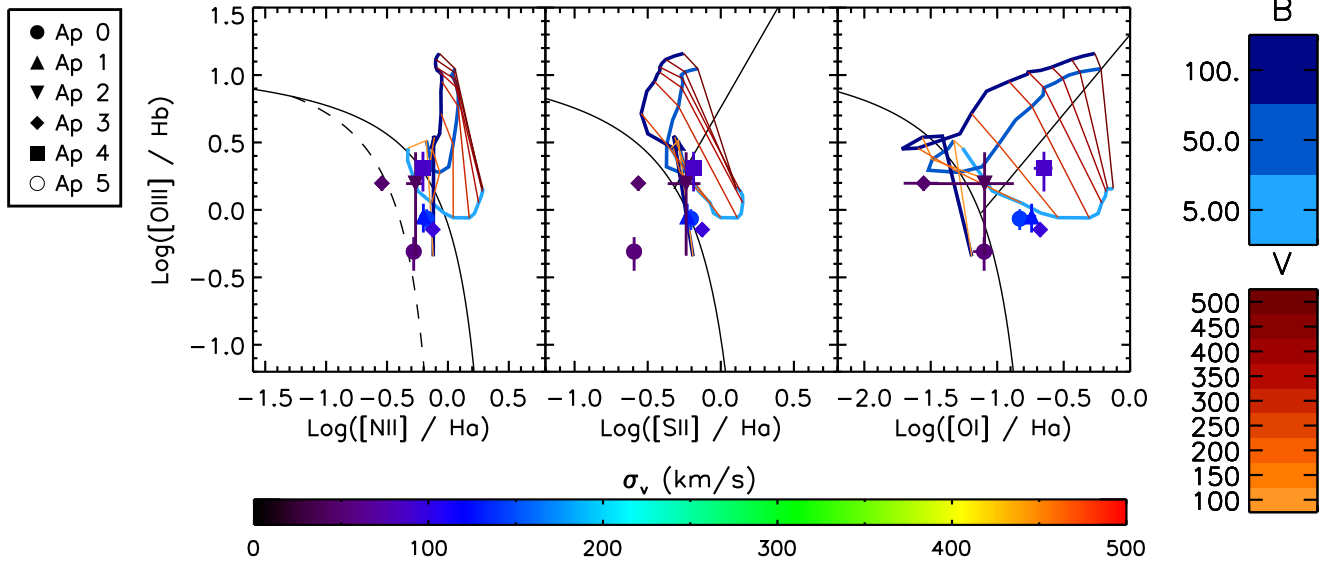 Ap 0
Ap 1
Ap 2
Ap 3
Ap 4
Ap 5
Log([OIII] / Hb)
1.5
1.0
0.5
0.0
−0.5
−1.0
−1.5 −1.0 −0.5 0.0 0.5
Log([NII] / Ha)
−1.0 −0.5 0.0 0.5
Log([SII] / Ha)
−2.0 −1.5 −1.0 −0.5 0.0
Log([OI] / Ha)
B
100.
50.0
5.00
V
500
450
400
350
300
250
200
150
100
σv (km/s)
0 100 200 300 400 500